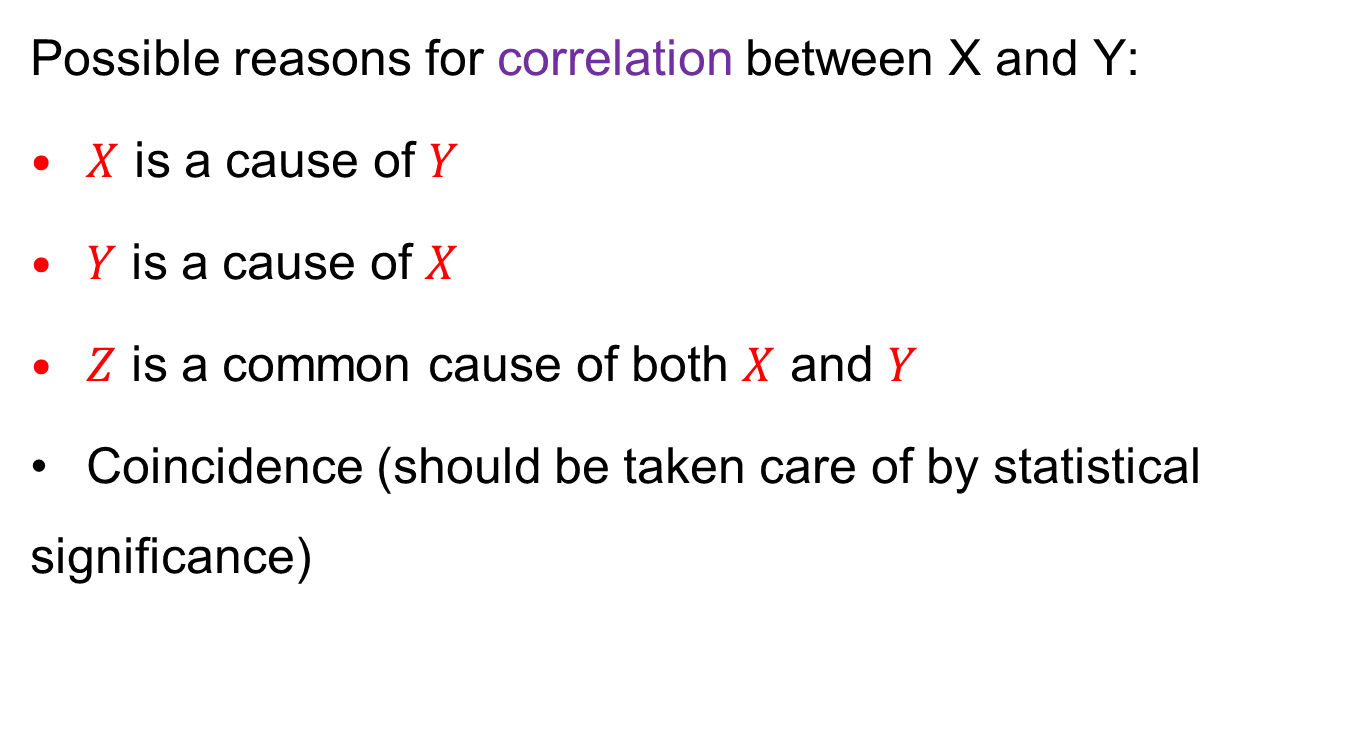 Possible reasons for correlation between X and Y:
• X is a cause of Y
• Y is a cause of X
• Z is a common cause of both X and Y
• Coincidence (should be taken care of by statistical
significance)